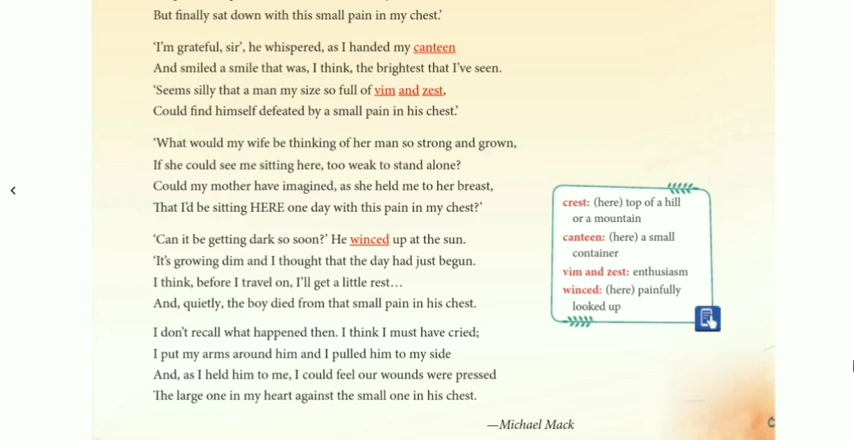 But finally sat down with this small pain in my chest.’
‘I’m grateful, sir’, he whispered, as I handed my canteen
And smiled a smile that was, I think, the brightest that I’ve seen.
‘Seems silly that a man my size so full of vim and zest,
Could find himself defeated by a small pain in his chest.’
‘What would my wife be thinking of her man so strong and grown,
If she could see me sitting here, too weak to stand alone?
Could my mother have imagined, as she held me to her breast,
That I’d be sitting HERE one day with this pain in my chest?’
‘Can it be getting dark so soon?’ He winced up at the sun.
‘It’s growing dim and I thought that the day had just begun.
I think, before I travel on, I’ll get a little rest…
And, quietly, the boy died from that small pain in his chest.
I don’t recall what happened then. I think I must have cried;
I put my arms around him and I pulled him to my side
And, as I held him to me, I could feel our wounds were pressed
The large one in my heart against the small one in his chest.
—Michael Mack
crest: (here) top of a hill
or a mountain
canteen: (here) a small
container
vim and zest: enthusiasm
winced: (here) painfully
looked up